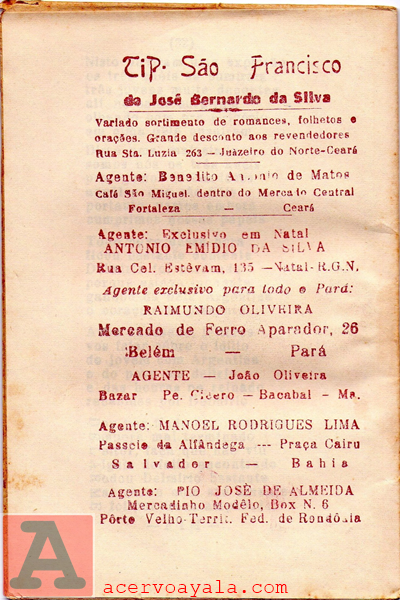 TIP. São Francisco
de José Bernardo da Silva
Variado sortimento de romances, folhetos e
orações. Grande desconto aos revendedores
Rua Sta. Luzia 263 — Juàzeiro do Norte-Ceará
Agente: Benedito Antonio de Matos
Café São Miguel, dentro do Mercado Central
Fortaleza — Ceará
Agente: Exclusivo em Natal
ANTONIO EMÍDIO DA SILVA
Rua Cel. Estêvam, 135 —Natal-R.G.N.
Agente exclusivo para todo o Pará:
RAIMUNDO OLIVEIRA
Mercado de Ferro Aparador, 26
Belém — Pará
AGENTE — João Oliveira
Bazar Pe. Cicero - Bacabal - Ma.
Agente: MANOEL RODRIGUES LIMA
Passeio da Alfândega --- Praça Cairu
Salvador — Bahia
Agente: PIO JOSÉ DE ALMEIDA
Mercadinho Modêlo, Box N. 6
Pôrto Velho-Territ. Fed. de Rondônia
A
acervoayala.com